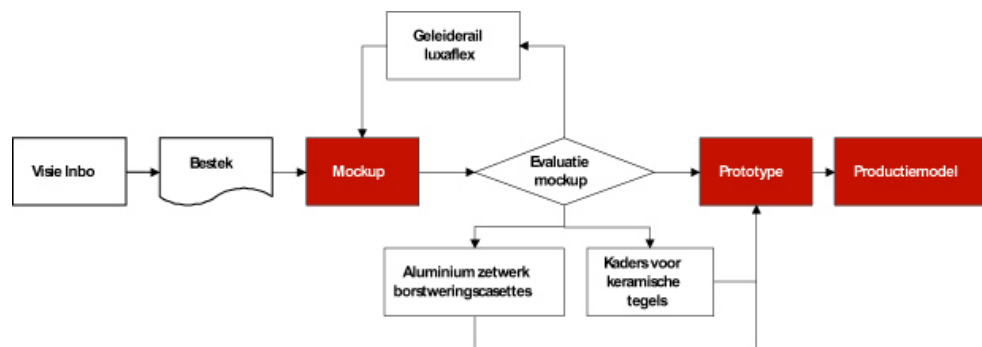 Geleiderail
luxaflex
Visie Inbo
Bestek
Mockup
Evaluatie
mockup
Prototype
Productiemodel
Aluminium zetwerk
borstweringscasettes
Kaders voor
keramische
tegels